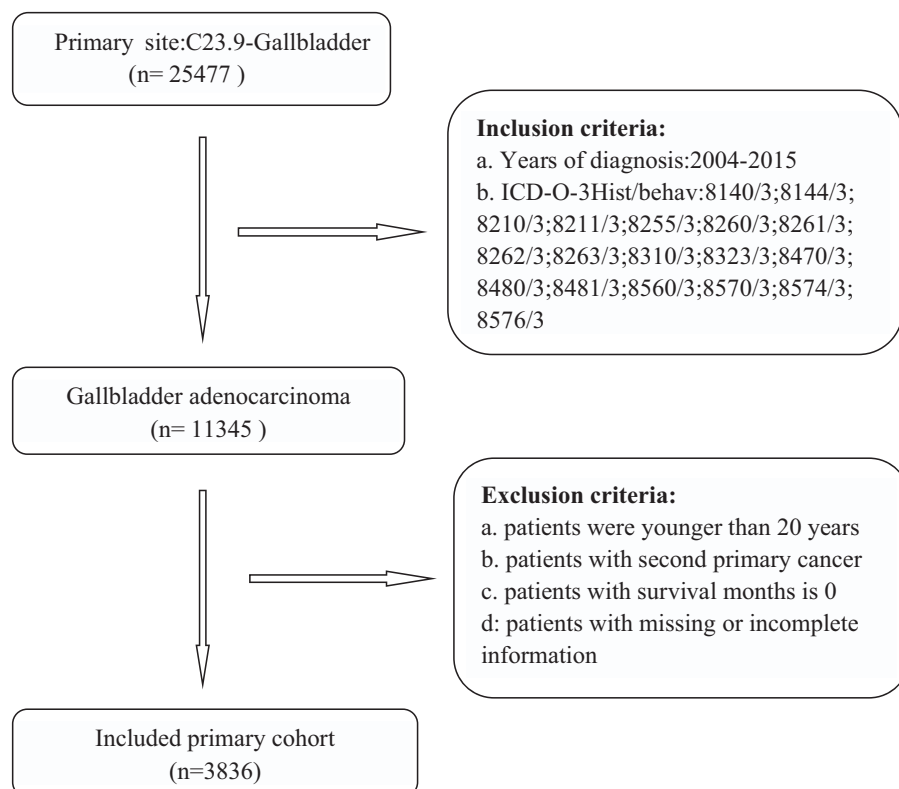 Primary site:C23.9-Gallbladder
(n= 25477 )
Inclusion criteria:
a. Years of diagnosis:2004-2015
b. ICD-O-3Hist/behav:8140/3;8144/3;
8210/3;8211/3;8255/3;8260/3;8261/3;
8262/3;8263/3;8310/3;8323/3;8470/3;
8480/3;8481/3;8560/3;8570/3;8574/3;
8576/3
Gallbladder adenocarcinoma
(n= 11345 )
Exclusion criteria:
a. patients were younger than 20 years
b. patients with second primary cancer
c. patients with survival months is 0
d: patients with missing or incomplete
information
Included primary cohort
(n=3836)